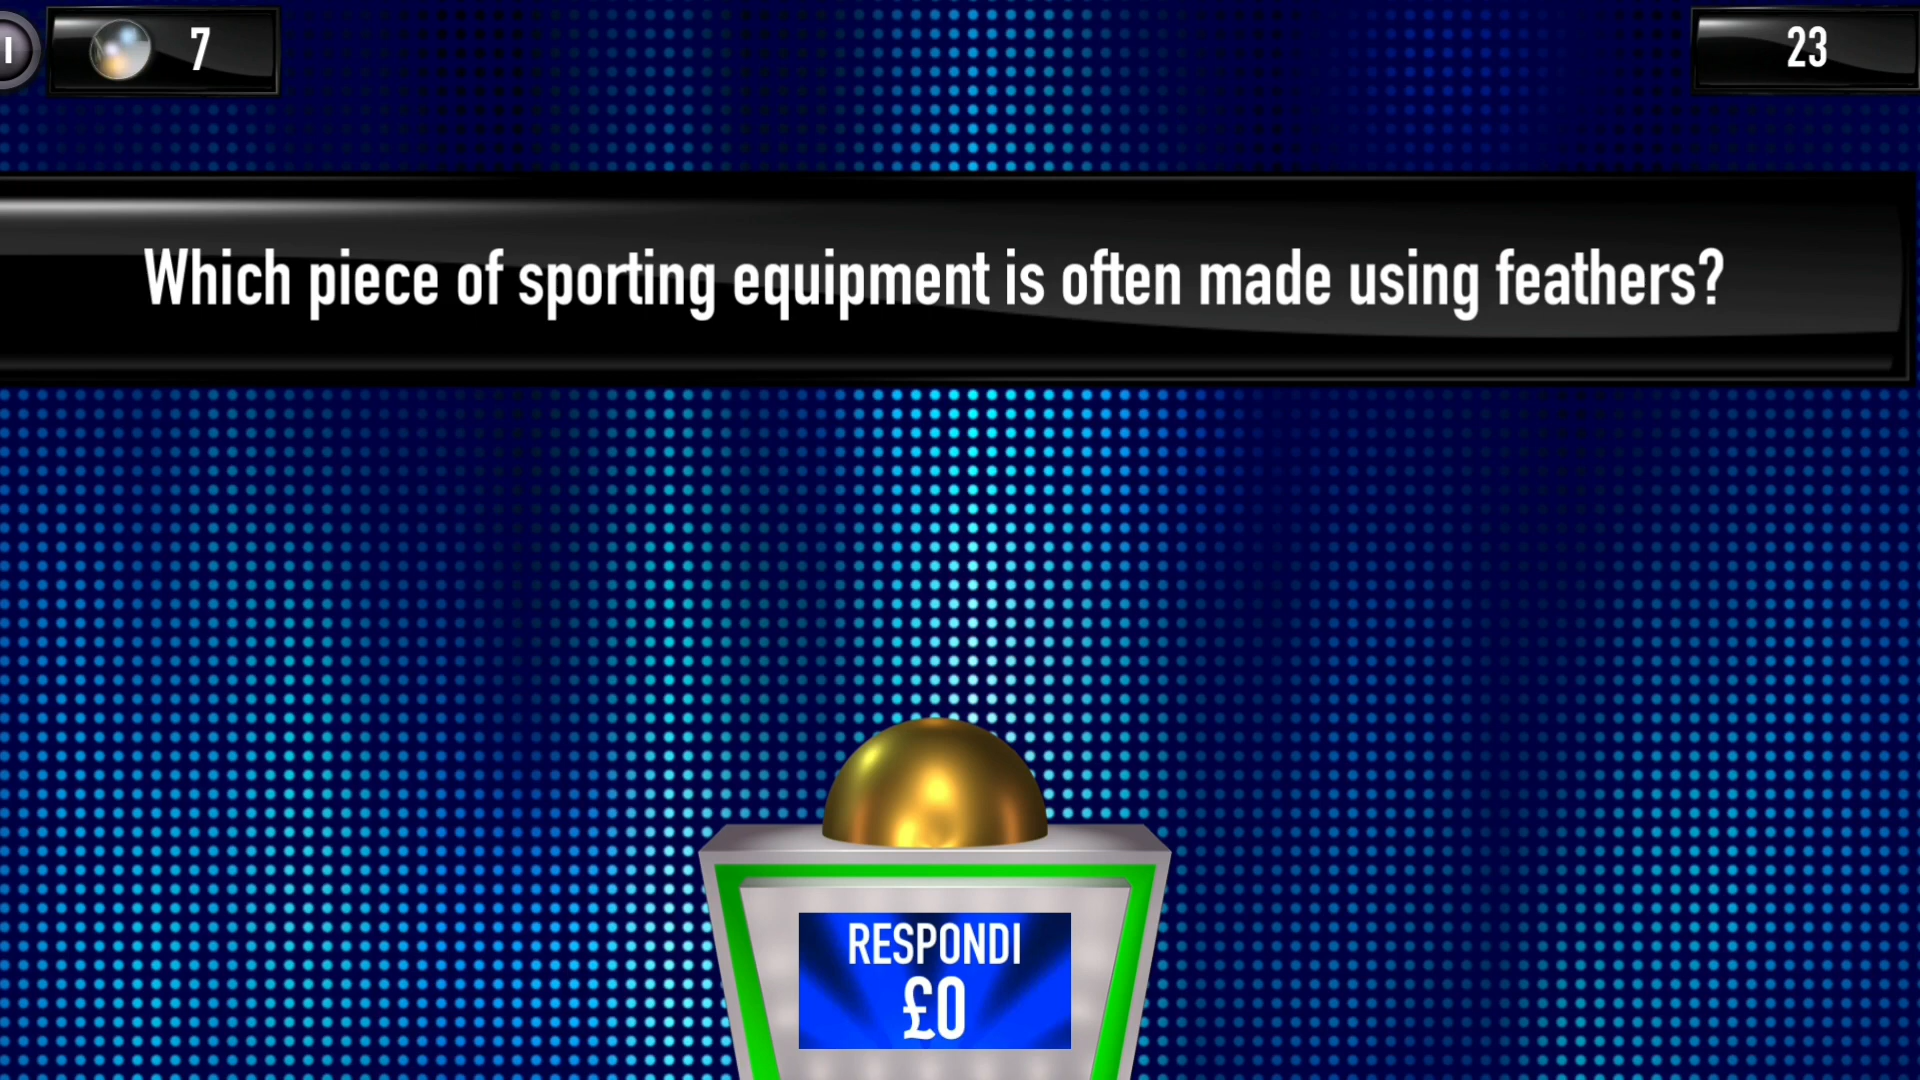 7
23
Which piece of sporting equipment is often made using feathers?
RESPONDI
£0